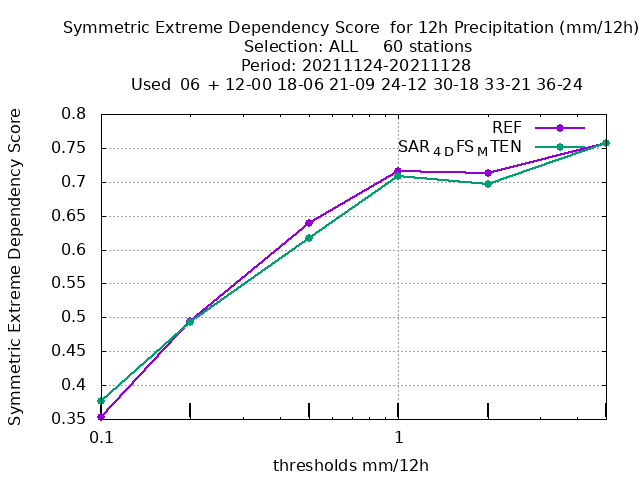 Symmetric Extreme Dependency Score  for 12h Precipitation (mm/12h)
Selection: ALL     60 stations
Period: 20211124-20211128
Used  06 + 12-00 18-06 21-09 24-12 30-18 33-21 36-24
Symmetric Extreme Dependency Score
0.8
0.75
0.7
0.65
0.6
0.55
0.5
0.45
0.4
0.35
REF
SAR4DFSMTEN
0.1
1
thresholds mm/12h